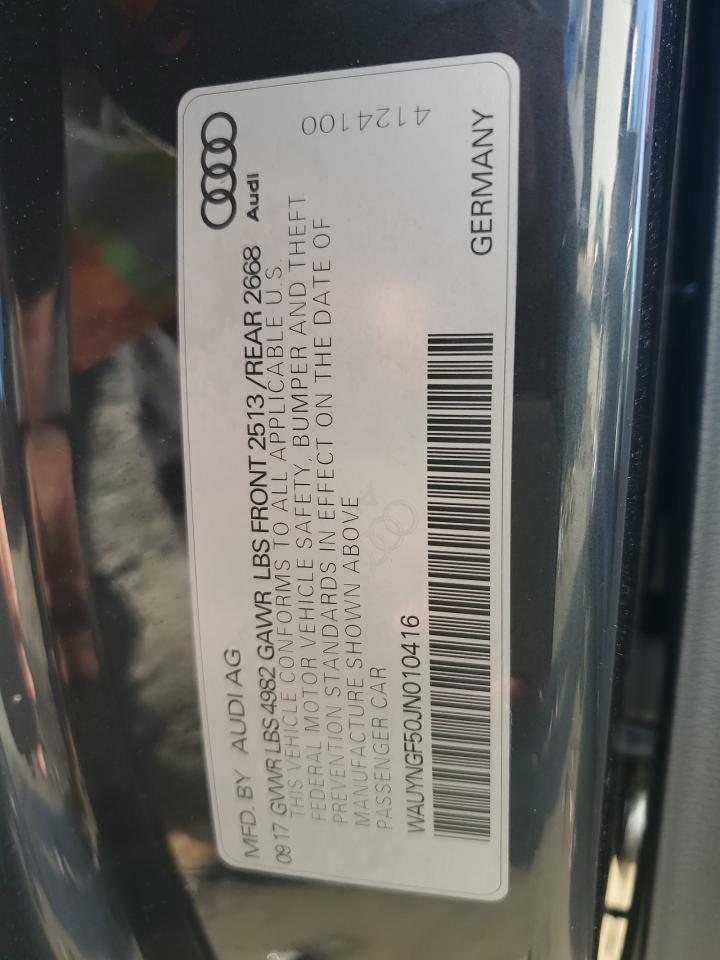 Audi
MFD. BY AUDI AG
09 17 GVWR LBS 4982 GAWR LBS FRONT 2513 /REAR 2668
THIS VEHICLE CONFORMS TO ALL APPLICABLE U.S.
FEDERAL MOTOR VEHICLE SAFETY, BUMPER AND THEFT
PREVENTION STANDARDS IN EFFECT ON THE DATE OF
MANUFACTURE SHOWN ABOVE
PASSENGER CAR
WAUYNGF50JN010416
4124100
GERMANY